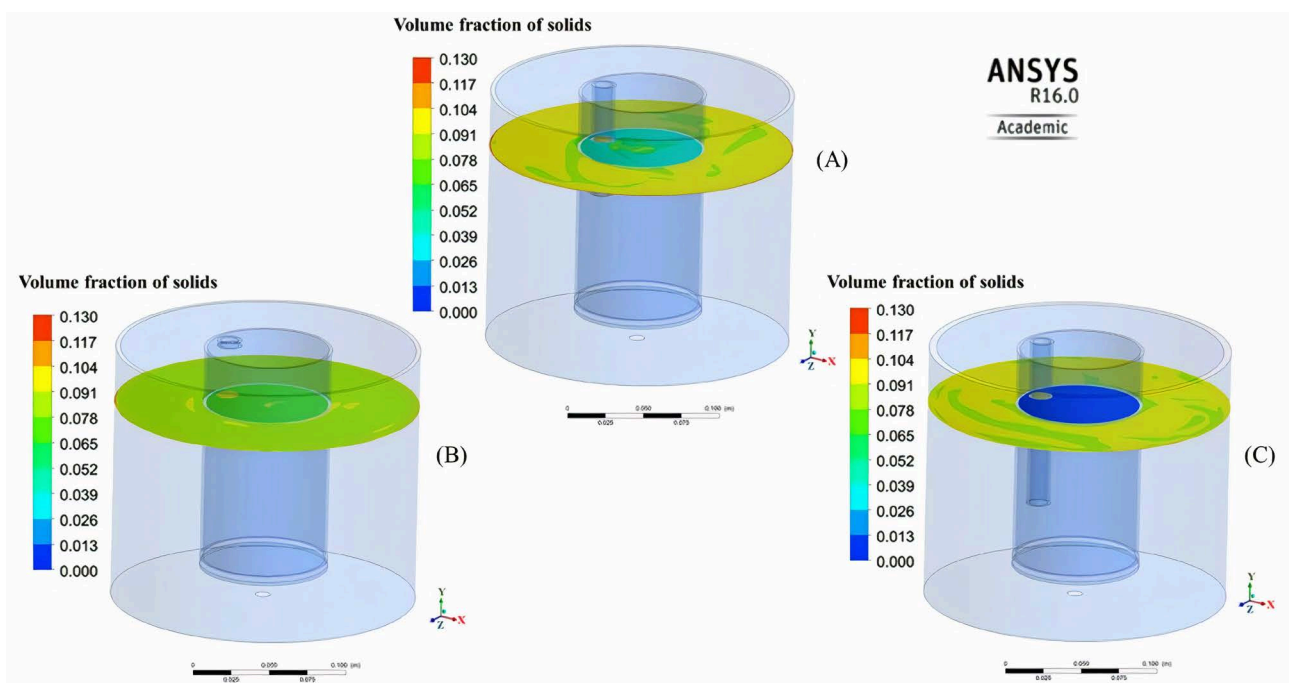 Volume fraction of solids
0.130
0.117
0.104
0.091
0.078
0.065
0.052
0.039
0.026
0.013
0.000
ANSYS
R16.0
Academic
(A)
Y
Z X
0 0.050 0.100 (m)
0.025 0.075
Volume fraction of solids
0.130
0.117
0.104
0.091
0.078
0.065
0.052
0.039
0.026
0.013
0.000
(B)
Y
Z X
0 0.000 0.100 (m)
0.025 0.075
Volume fraction of solids
0.130
0.117
0.104
0.091
0.078
0.065
0.052
0.039
0.026
0.013
0.000
(C)
Y
Z X
0 0.050 0.100 (m)
0.025 0.075